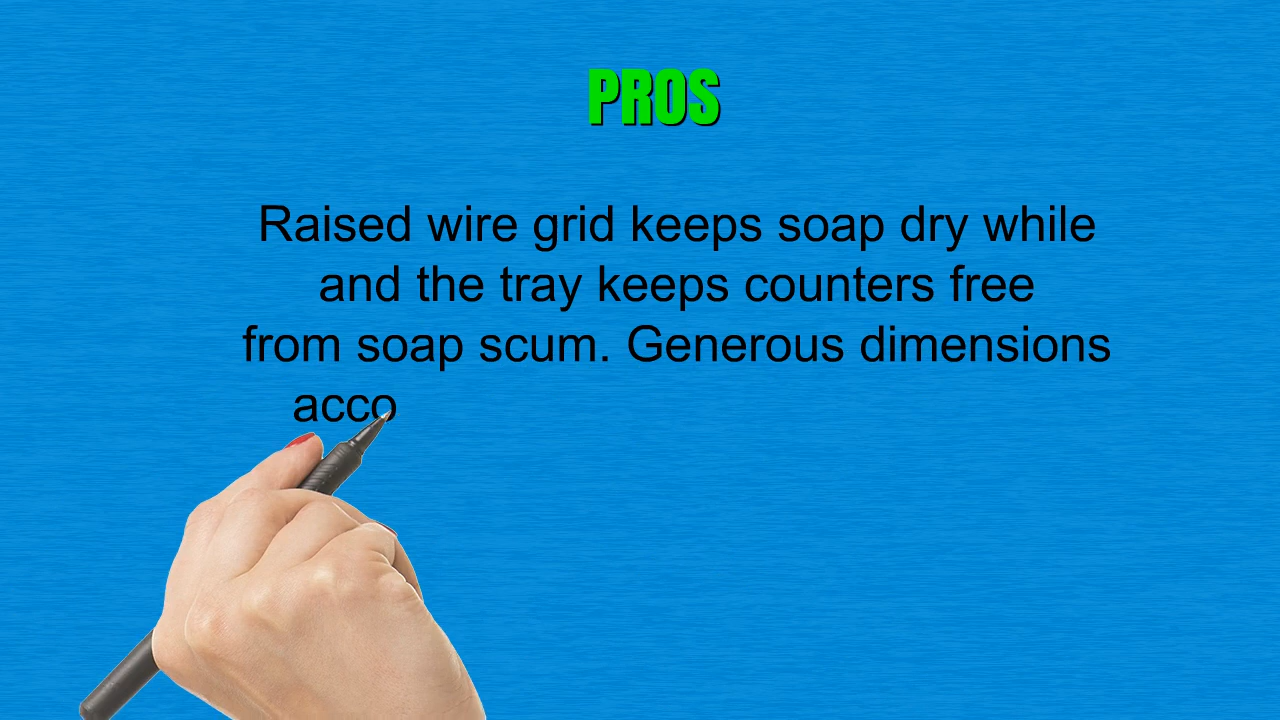 PROS
Raised wire grid keeps soap dry while
and the tray keeps counters free
from soap scum. Generous dimensions
acco